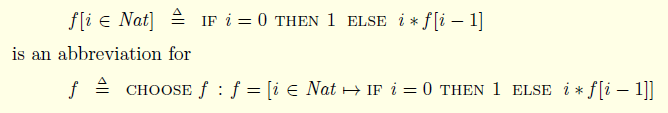 f[i ∈ Nat] ≜ IF i = 0 THEN 1 ELSE i ∗ f[i − 1]
is an abbreviation for
f ≜ CHOOSE f : f = [i ∈ Nat ↦ IF i = 0 THEN 1 ELSE i ∗ f[i − 1]]